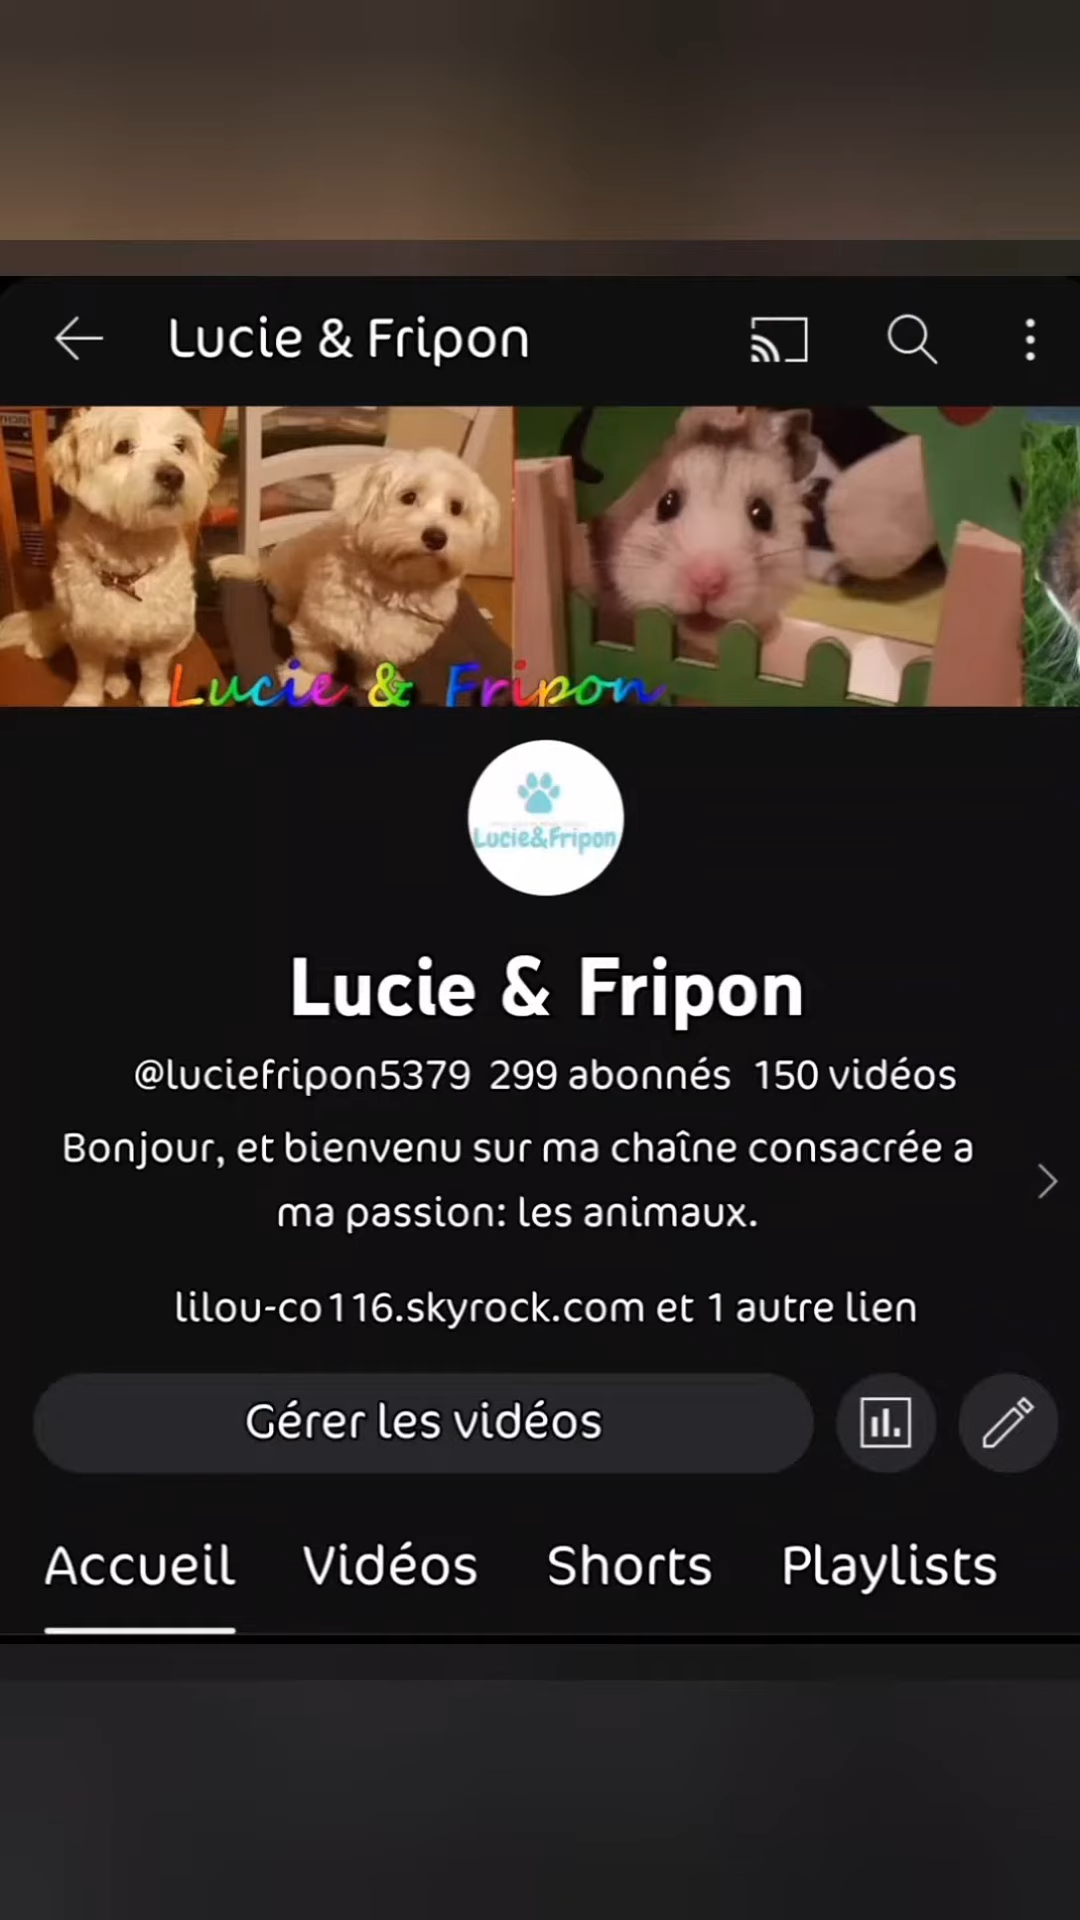 Lucie & Fripon
Lucie & Fripon
Lucie&Fripon
Lucie & Fripon
@luciefripon5379 299 abonnés 150 vidéos
Bonjour, et bienvenu sur ma chaîne consacrée a
ma passion: les animaux.
lilou-co116.skyrock.com et 1 autre lien
Gérer les vidéos
Accueil Vidéos Shorts Playlists